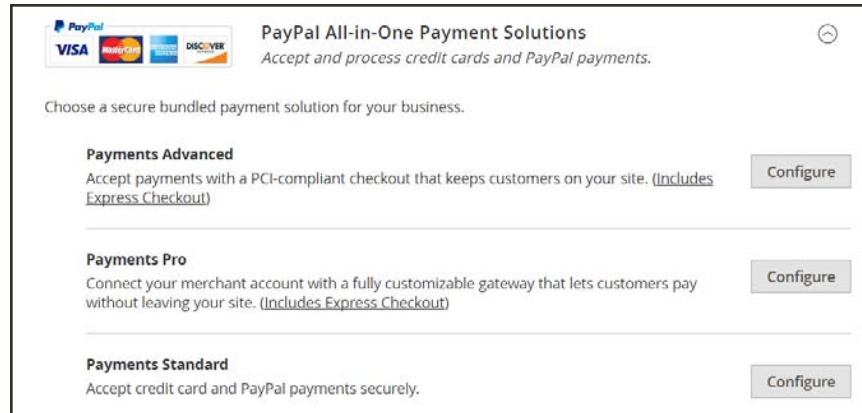 PayPal
VISA MasterCard AMERICAN EXPRESS DISCOVER
PayPal All-in-One Payment Solutions
Accept and process credit cards and PayPal payments.
Choose a secure bundled payment solution for your business.
Payments Advanced
Accept payments with a PCI-compliant checkout that keeps customers on your site. (Includes
Express Checkout)
Configure
Payments Pro
Connect your merchant account with a fully customizable gateway that lets customers pay
without leaving your site. (Includes Express Checkout)
Configure
Payments Standard
Accept credit card and PayPal payments securely.
Configure